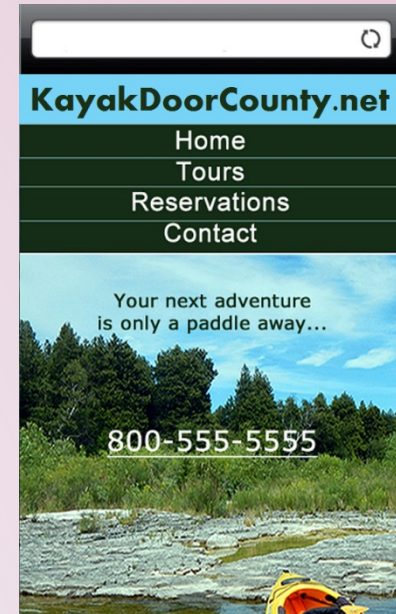 KayakDoorCounty.net
Home
Tours
Reservations
Contact
Your next adventure
is only a paddle away...
800-555-5555